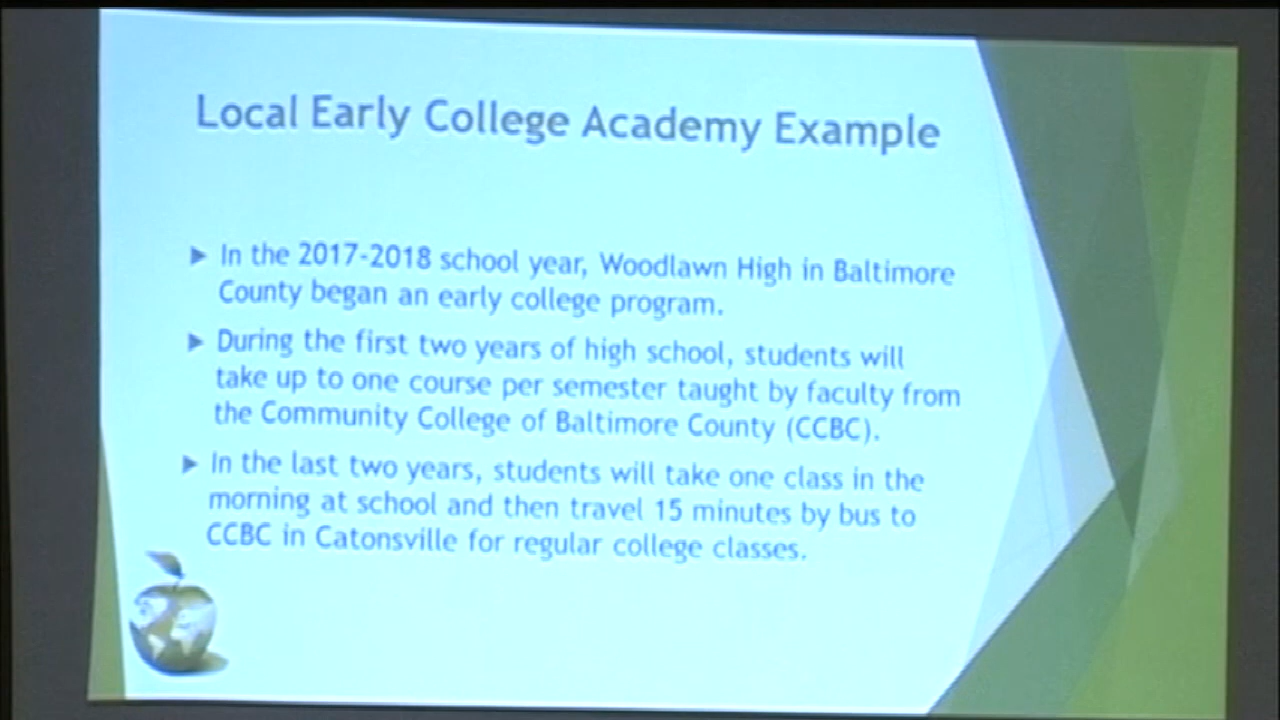 Local Early College Academy Example
► In the 2017-2018 school year, Woodlawn High in Baltimore
County began an early college program.
► During the first two years of high school, students will
take up to one course per semester taught by faculty from
the Community College of Baltimore County (CCBC).
► In the last two years, students will take one class in the
morning at school and then travel 15 minutes by bus to
CCBC in Catonsville for regular college classes.